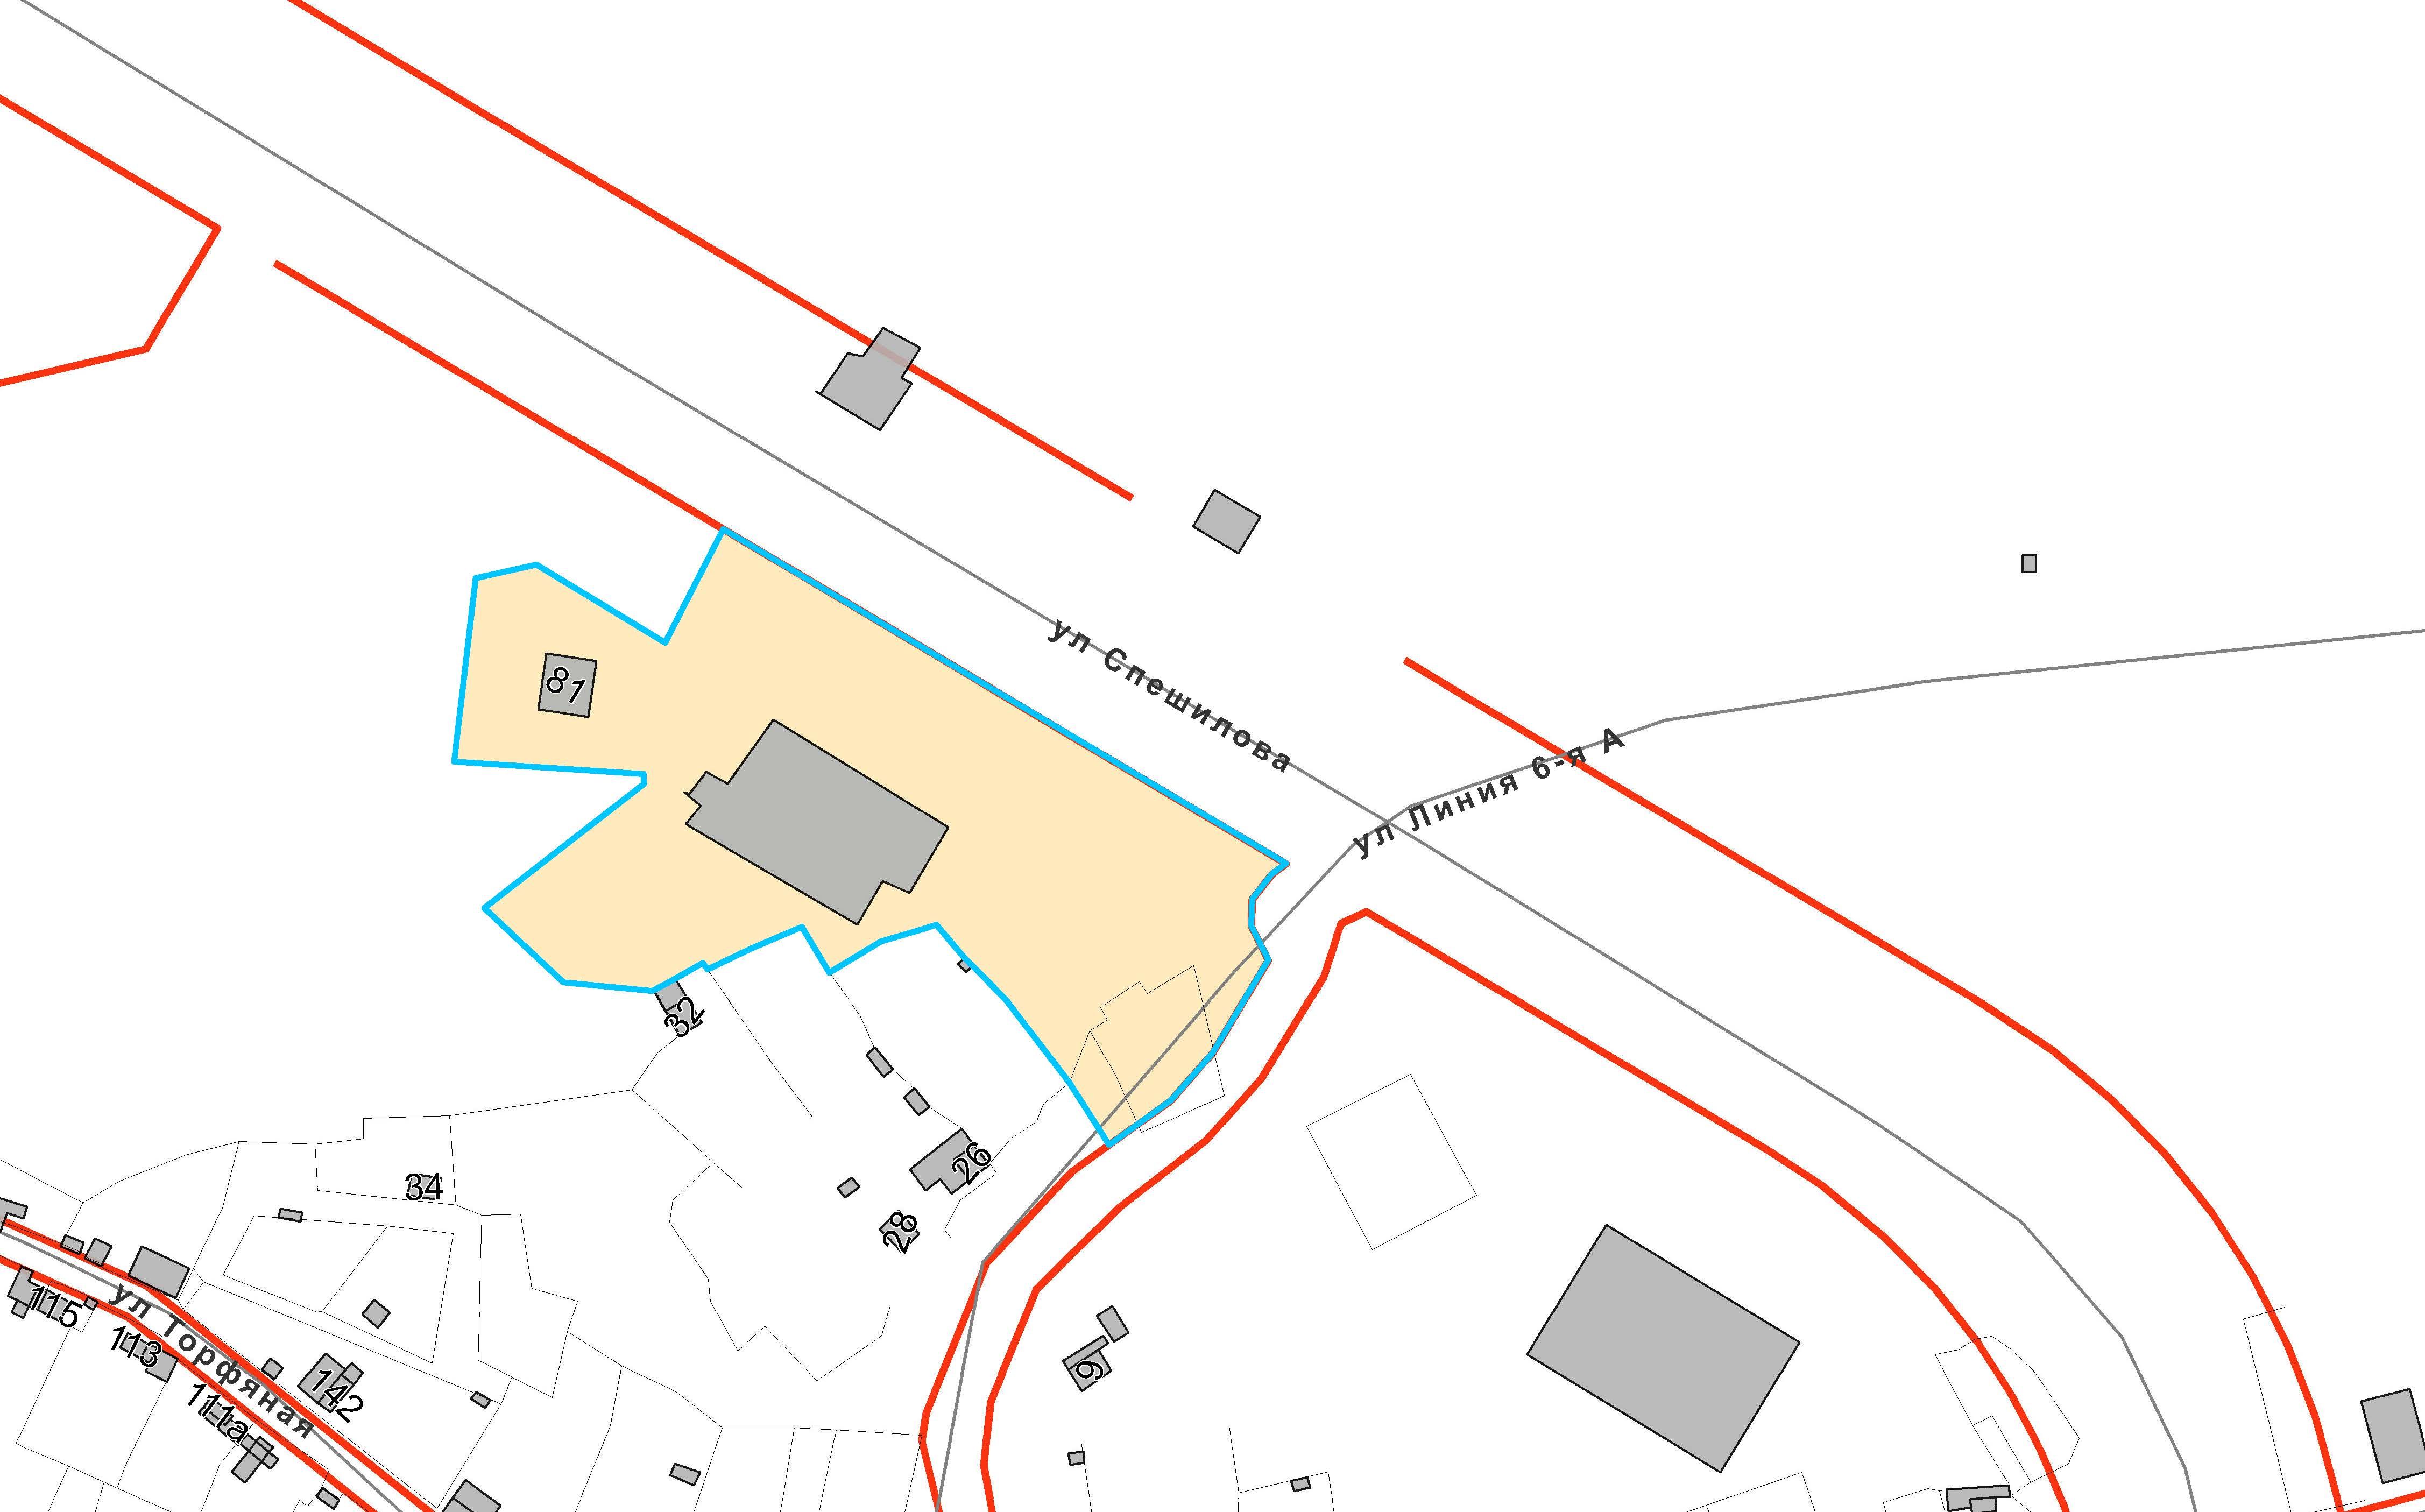 ул Спешилова
81
ул Линия 6-я А
32
26
34
28
115
ул Торфяная
113
9
142
111а